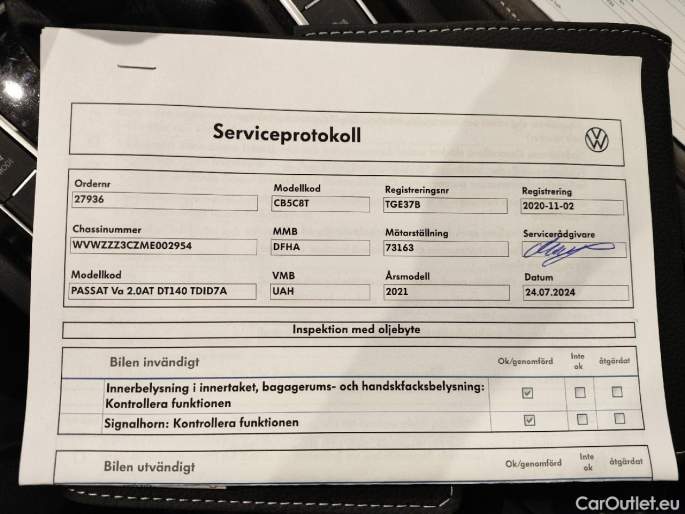 Serviceprotokoll
Ordernr Modellkod Registreringsnr Registrering
27936 CB5C8T TGE37B 2020-11-02
Chassinummer MMB Mätarställning Servicerådgivare
WVWZZZ3CZME002954 DFHA 73163
Modellkod VMB Årsmodell Datum
PASSAT Va 2.0AT DT140 TDID7A UAH 2021 24.07.2024
Inspektion med oljebyte
Bilen invändigt Ok/genomförd Inte ok åtgärdat
Innerbelysning i innertaket, bagagerums- och handskfacksbelysning:
Kontrollera funktionen
Signalhorn: Kontrollera funktionen
Bilen utvändigt Ok/genomförd Inte ok åtgärdat
CarOutlet.eu